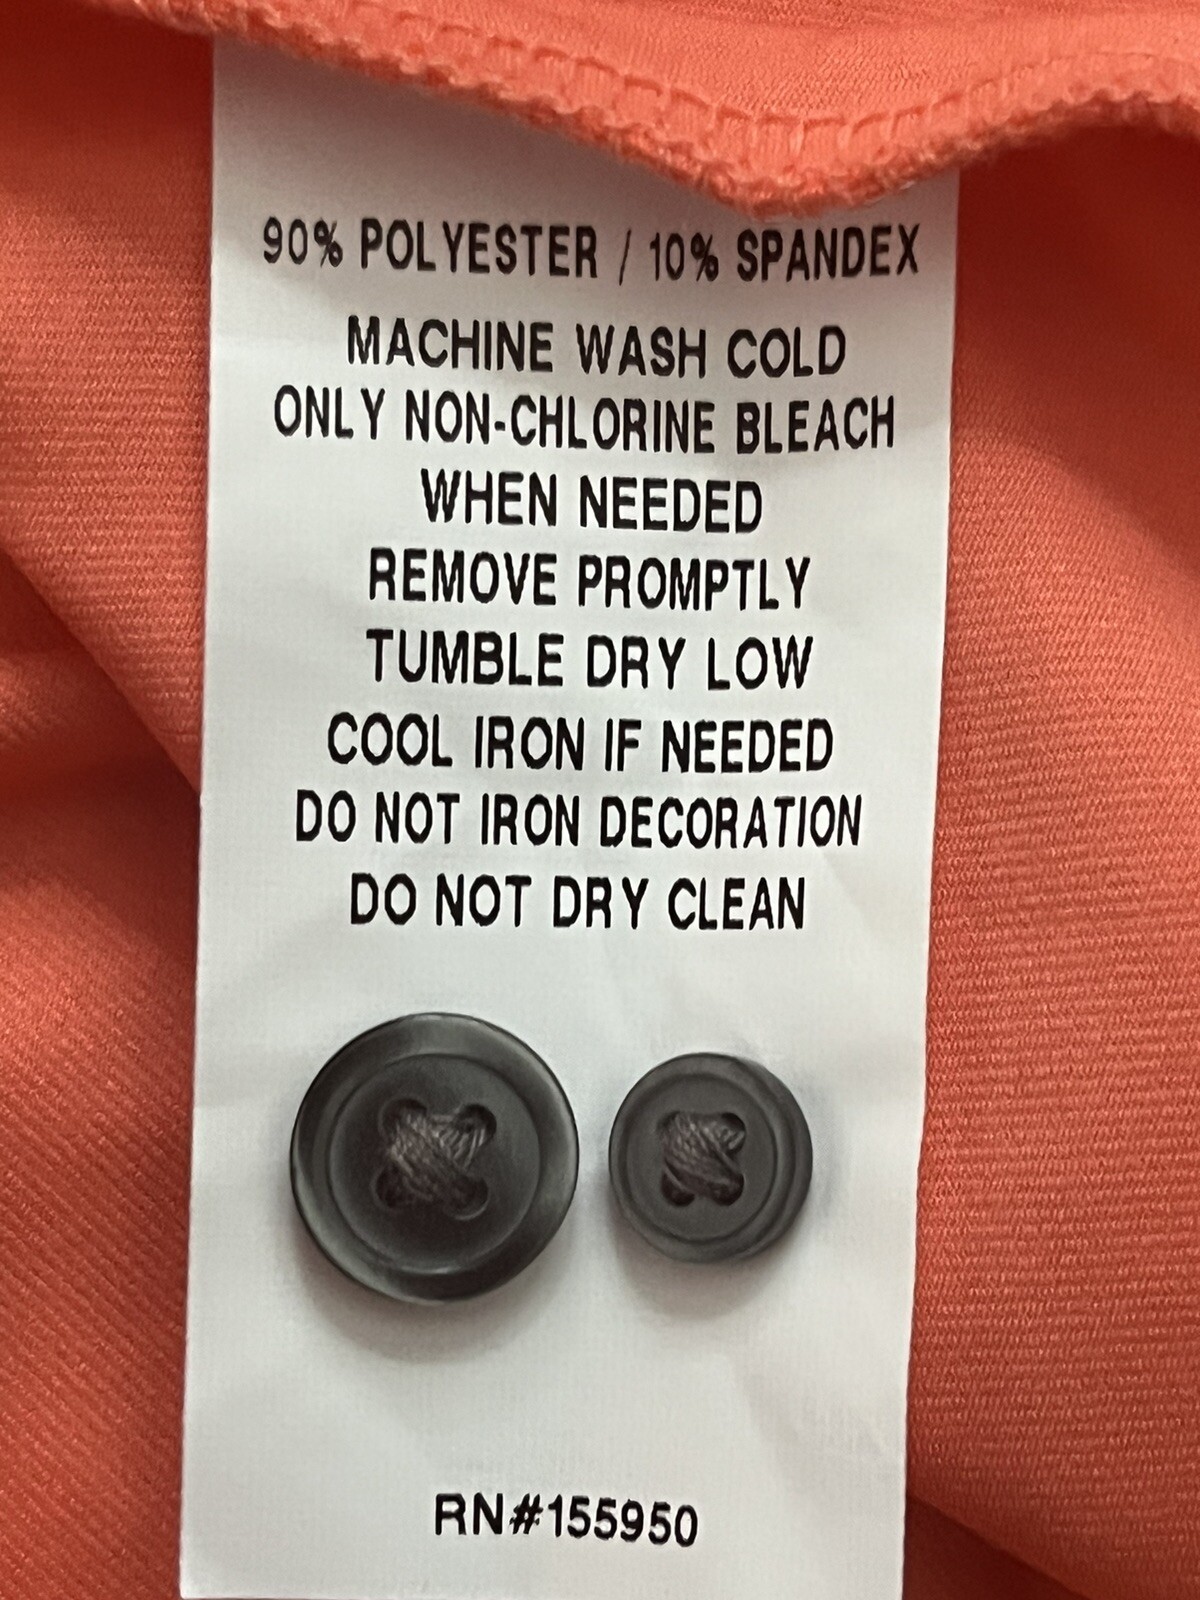 90% POLYESTER / 10% SPANDEX
MACHINE WASH COLD
ONLY NON-CHLORINE BLEACH
WHEN NEEDED
REMOVE PROMPTLY
TUMBLE DRY LOW
COOL IRON IF NEEDED
DO NOT IRON DECORATION
DO NOT DRY CLEAN
RN#155950